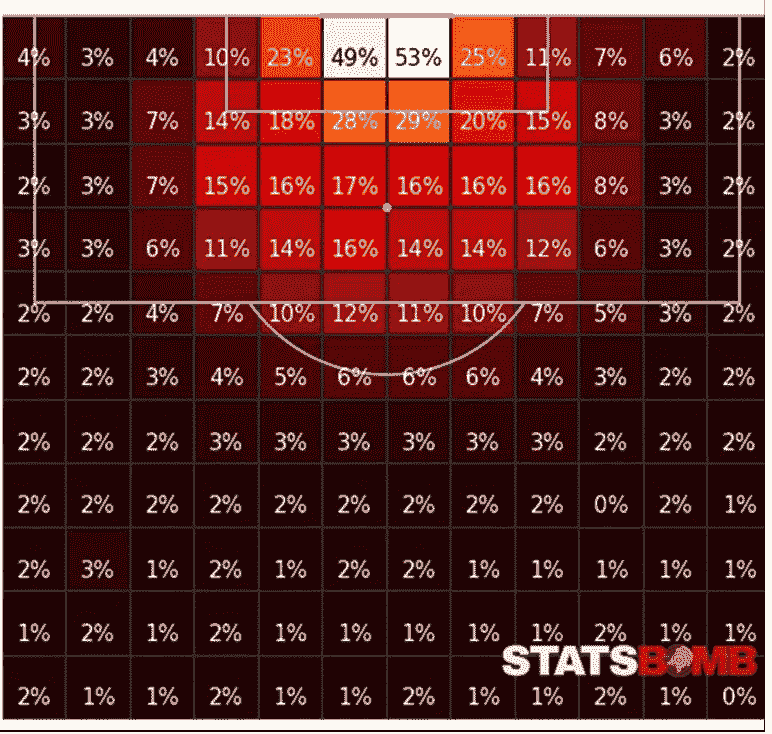 4% 3% 4% 10% 23% 49% 53% 25% 11% 7% 6% 2%
3% 3% 7% 14% 18% 28% 29% 20% 15% 8% 3% 2%
2% 3% 7% 15% 16% 17% 16% 16% 16% 8% 3% 2%
3% 3% 6% 11% 14% 16% 14% 14% 12% 6% 3% 2%
2% 2% 4% 7% 10% 12% 11% 10% 7% 5% 3% 2%
2% 2% 3% 4% 5% 6% 6% 6% 4% 3% 2% 2%
2% 2% 2% 3% 3% 3% 3% 3% 3% 2% 2% 2%
2% 2% 2% 2% 2% 2% 2% 2% 2% 0% 2% 1%
2% 3% 1% 2% 1% 2% 2% 1% 1% 1% 1% 1%
1% 2% 1% 2% 1% 1% 1% 1% 1% 2% 1% 1%
STATSBOMB
2% 1% 1% 2% 1% 1% 2% 1% 1% 2% 1% 0%